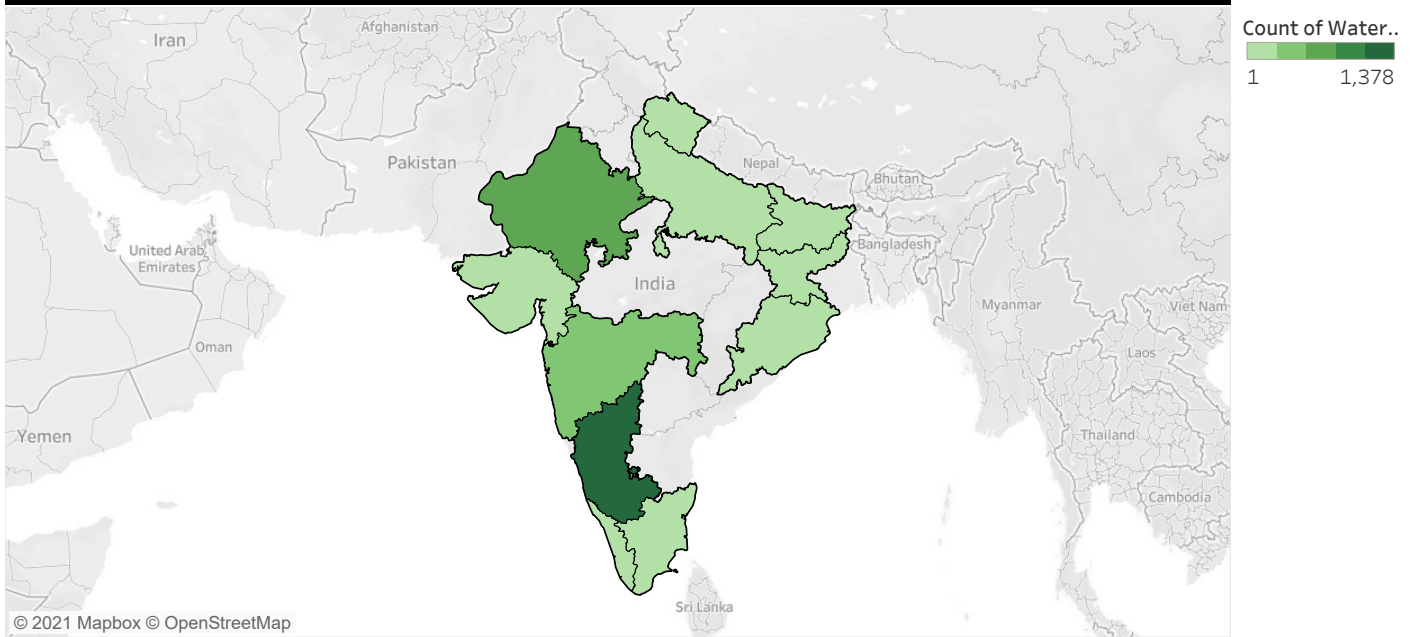 Count of Water..
1 1,378
Iran
Afghanistan
Pakistan
Nepal
Bhutan
United Arab
Emirates
Bangladesh
India
Myanmar
Viet Nam
Oman
Laos
Yemen
Thailand
Cambodia
Sri Lanka
© 2021 Mapbox © OpenStreetMap